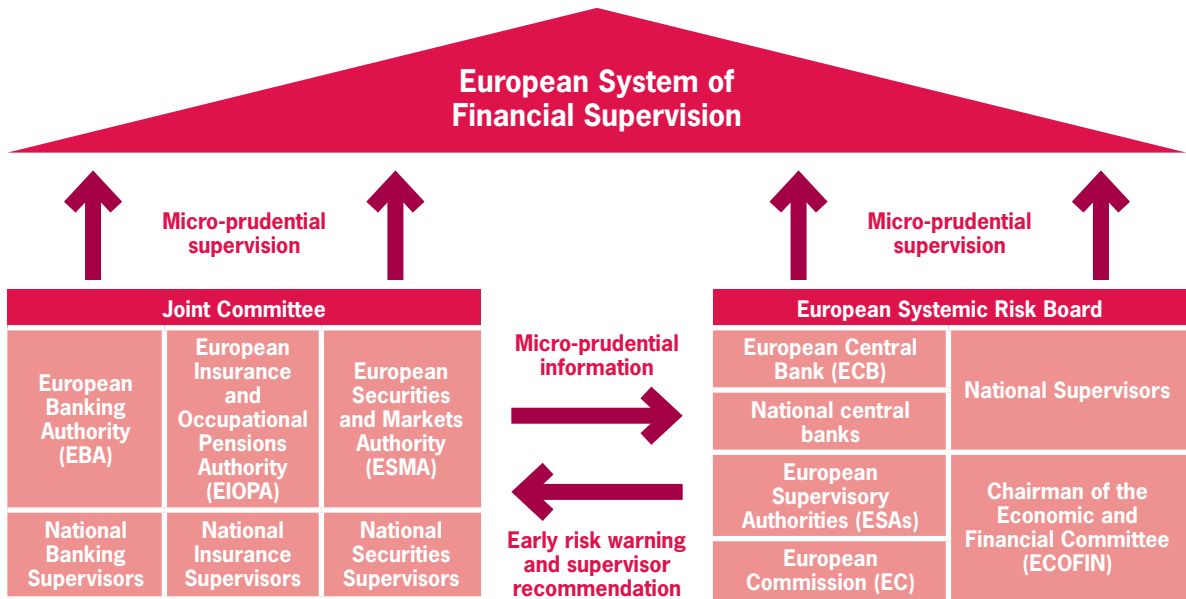 European System of
Financial Supervision
Micro-prudential
supervision
Micro-prudential
supervision
Joint Committee
European
Banking
Authority
(EBA)
European
Insurance
and
Occupational
Pensions
Authority
(EIOPA)
European
Securities
and Markets
Authority
(ESMA)
National
Banking
Supervisors
National
Insurance
Supervisors
National
Securities
Supervisors
Micro-prudential
information
Early risk warning
and supervisor
recommendation
European Systemic Risk Board
European Central
Bank (ECB)
National central
banks
European
Supervisory
Authorities (ESAs)
European
Commission (EC)
National Supervisors
Chairman of the
Economic and
Financial Committee
(ECOFIN)